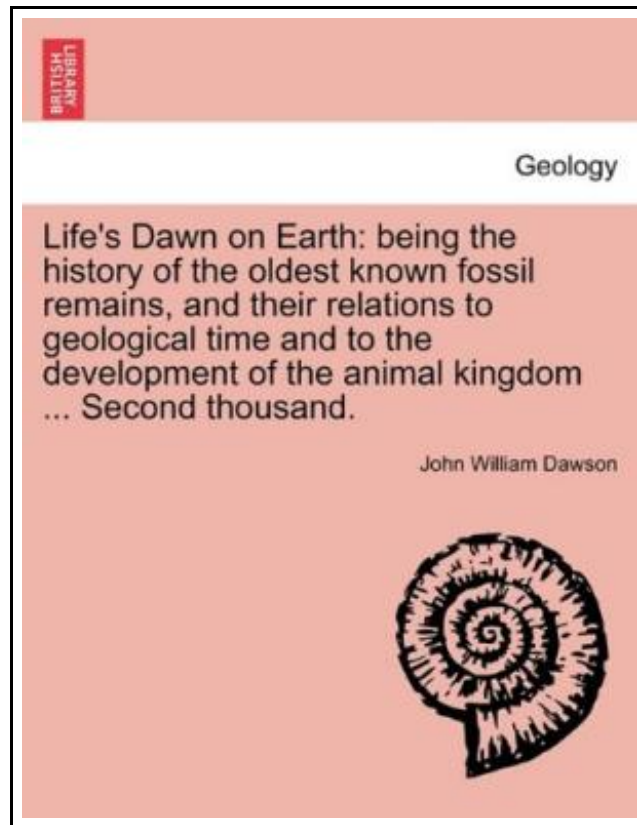 BRITISH
LIBRARY
Geology
Life's Dawn on Earth: being the
history of the oldest known fossil
remains, and their relations to
geological time and to the
development of the animal kingdom
... Second thousand.
John William Dawson